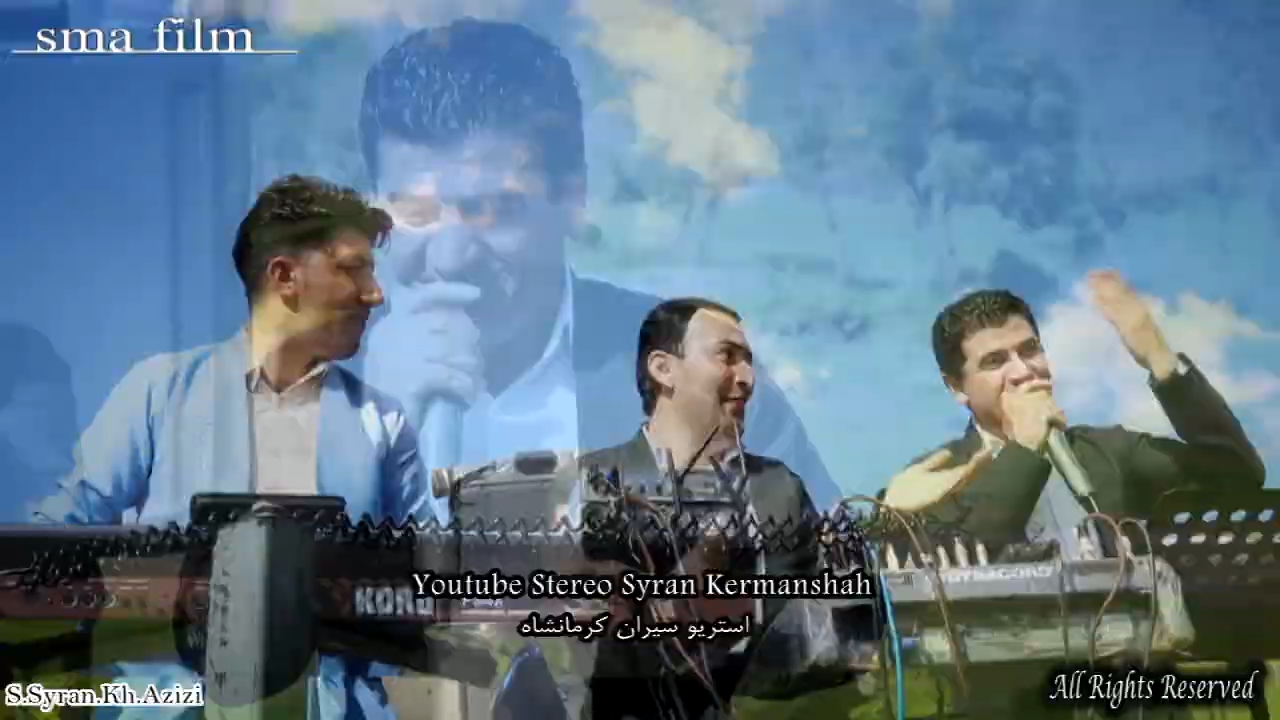 sma film
KORG
Youtube Stereo Syran Kermanshah
استریو سیران کرمانشاه
S.Syran.Kh.Azizi
All Rights Reserved